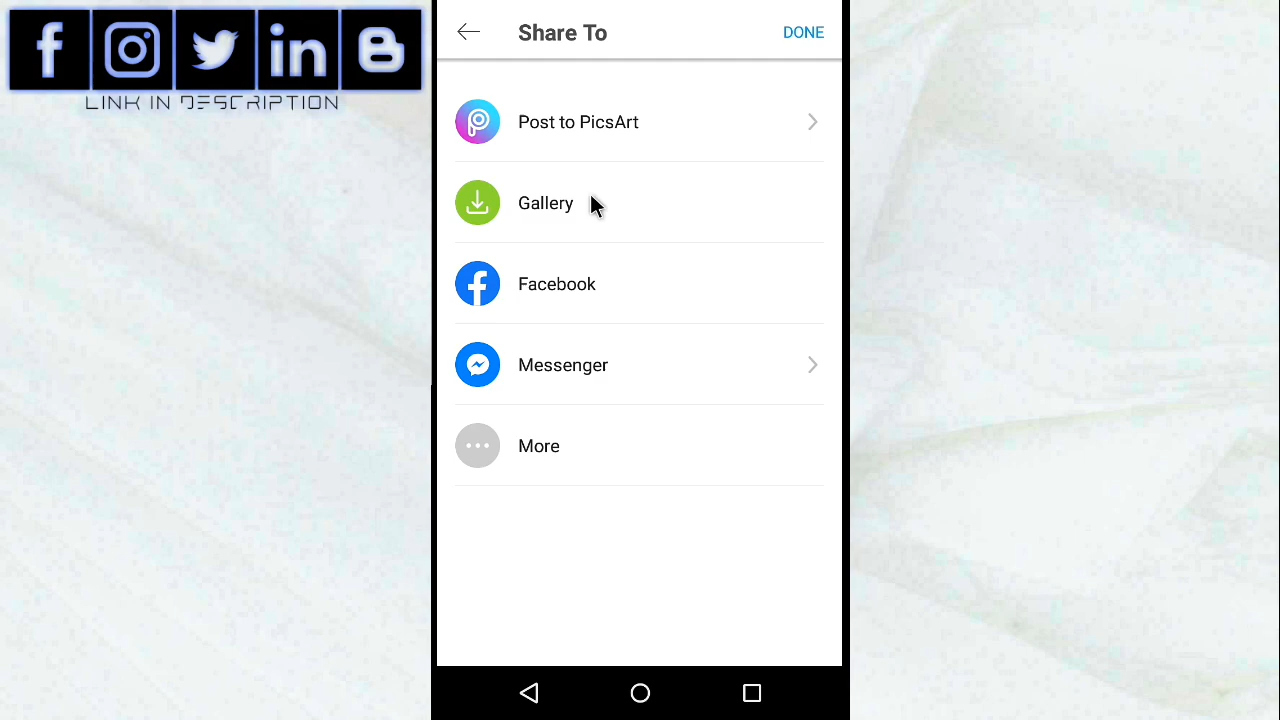 LINK IN DESCRIPTION
Share To
DONE
Post to PicsArt
Gallery
Facebook
Messenger
More